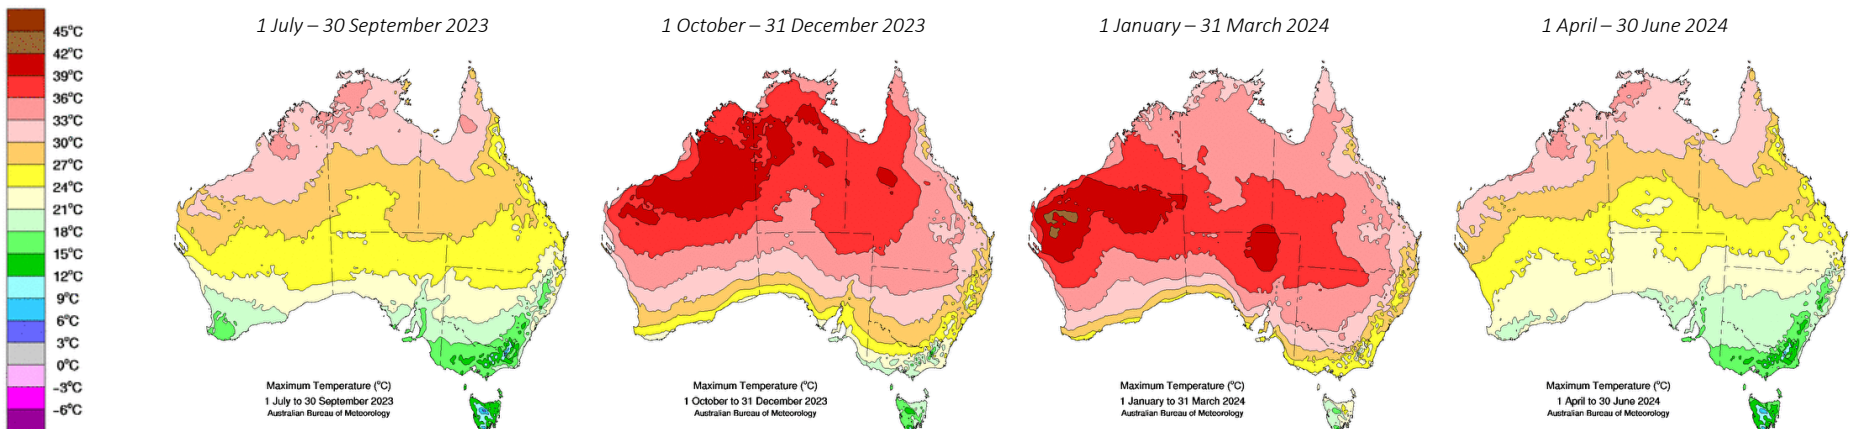 1 July – 30 September 2023
1 October – 31 December 2023
1 January – 31 March 2024
1 April – 30 June 2024
45°C
42°C
39°C
36°C
33°C
30°C
27°C
24°C
21°C
18°C
15°C
12°C
9°C
6°C
3°C
0°C
-3°C
-6°C
Maximum Temperature (°C)
1 July to 30 September 2023
Australian Bureau of Meteorology
Maximum Temperature (°C)
1 October to 31 December 2023
Australian Bureau of Meteorology
Maximum Temperature (°C)
1 January to 31 March 2024
Australian Bureau of Meteorology
Maximum Temperature (°C)
1 April to 30 June 2024
Australian Bureau of Meteorology